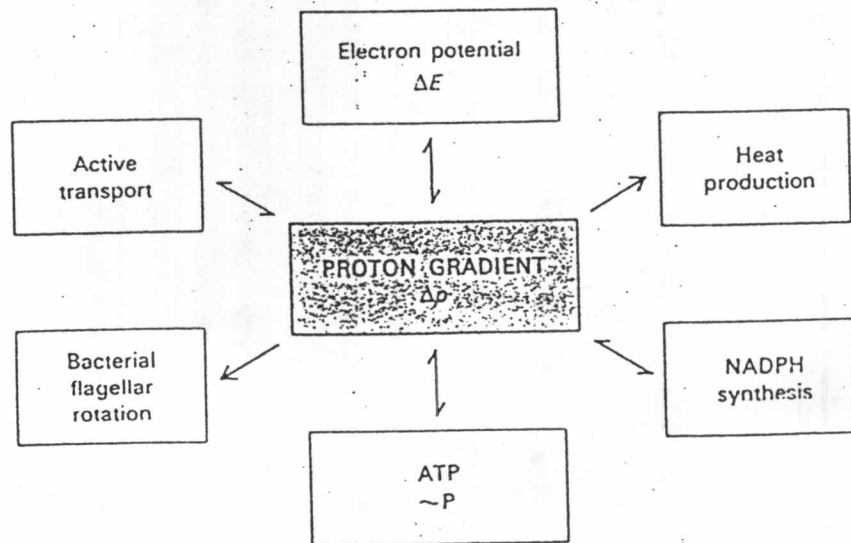 Electron potential
ΔE
Active
transport
Heat
production
PROTON GRADIENT
Δp
Bacterial
flagellar
rotation
NADPH
synthesis
ATP
~P